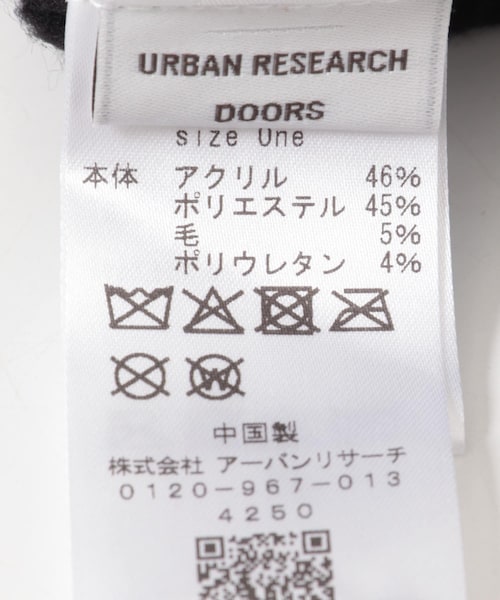 URBAN RESEARCH
DOORS
size One
本体 アクリル 46%
ポリエステル 45%
毛 5%
ポリウレタン 4%
W
中国製
株式会社 アーバンリサーチ
0120-967-013
4250